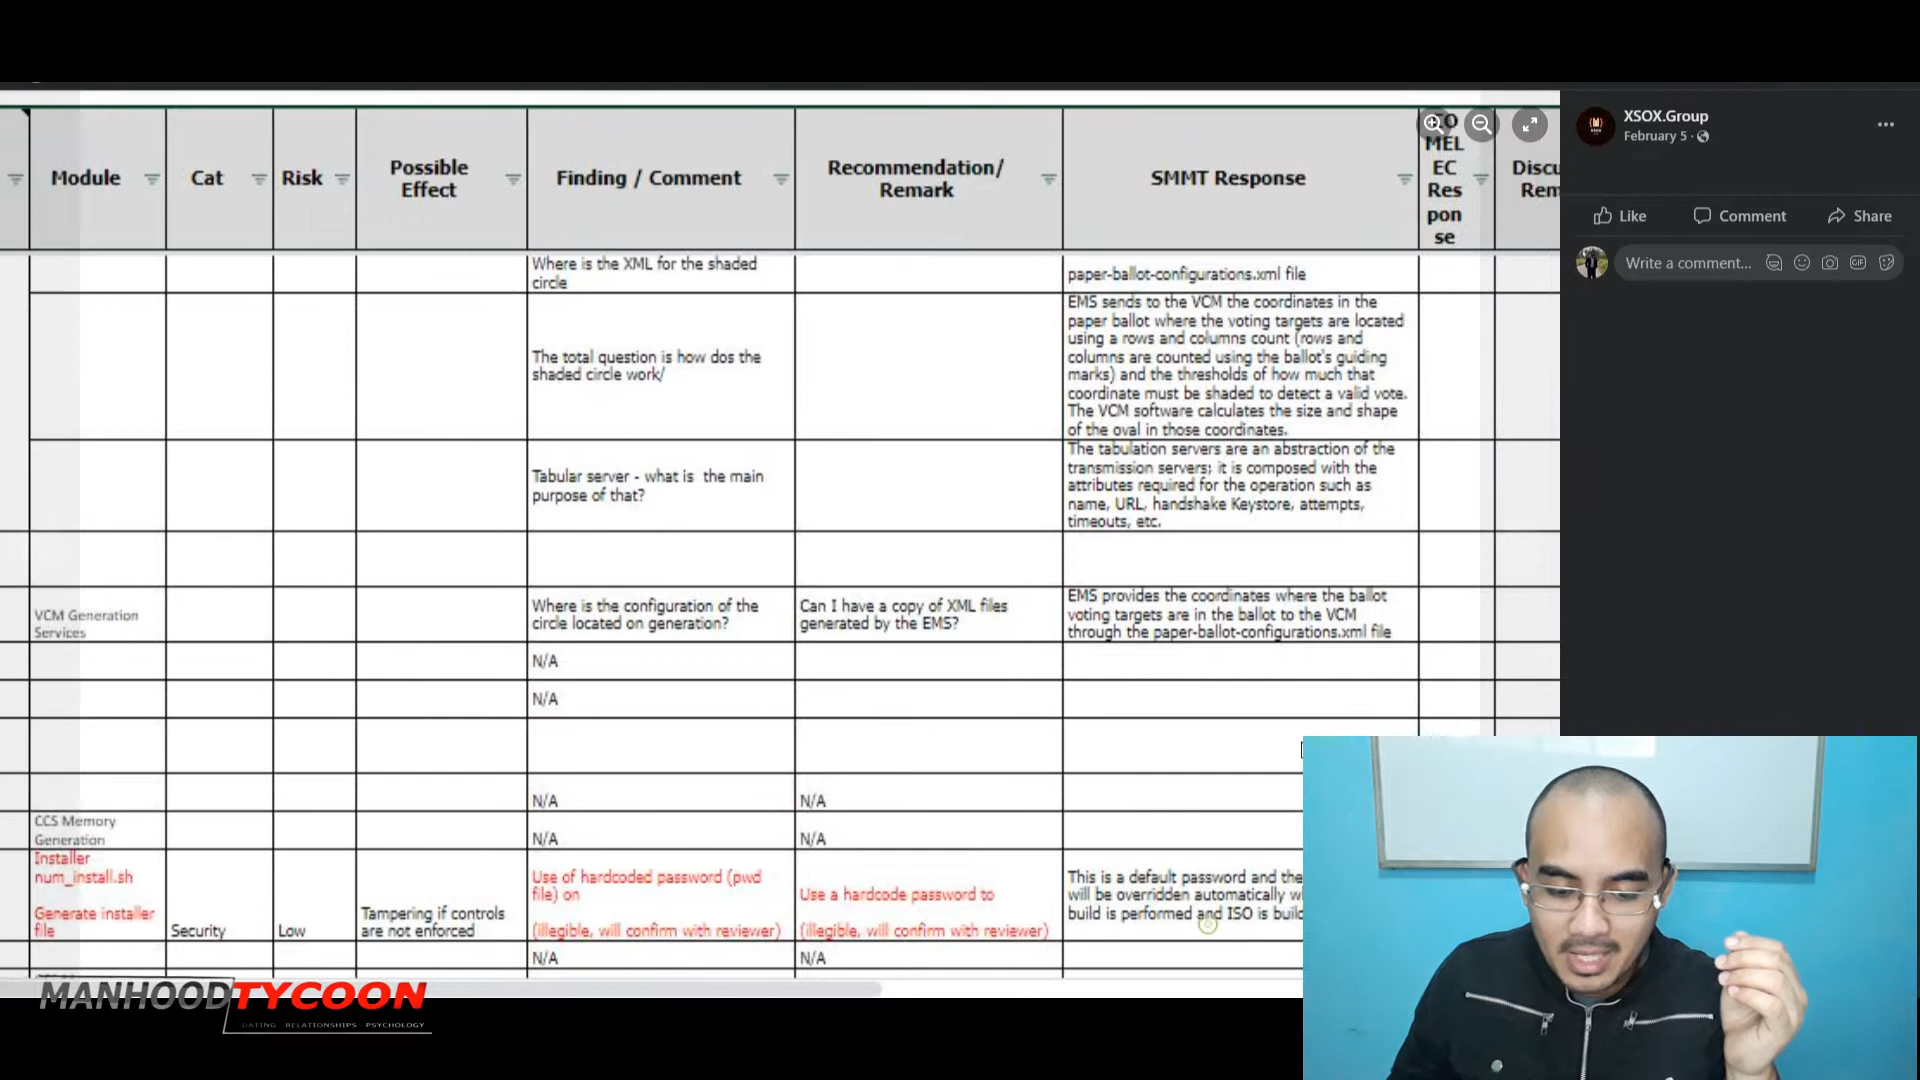 Module
Cat
Risk
Possible
Effect
Finding / Comment
Recommendation/
Remark
SMMT Response
MEL
EC
Res
pon
se
XSOX.Group
February 5
Like
Comment
Share
Write a comment...
GIF
Where is the XML for the shaded
circle
paper-ballot-configurations.xml file
The total question is how dos the
shaded circle work/
EMS sends to the VCM the coordinates in the
paper ballot where the voting targets are located
using a rows and columns count (rows and
columns are counted using the ballot's guiding
marks) and the thresholds of how much that
coordinate must be shaded to detect a valid vote.
The VCM software calculates the size and shape
of the oval in those coordinates.
Tabular server - what is the main
purpose of that?
The tabulation servers are an abstraction of the
transmission servers; it is composed with the
attributes required for the operation such as
name, URL, handshake Keystore, attempts,
timeouts, etc.
VCM Generation
Services
Where is the configuration of the
circle located on generation?
Can I have a copy of XML files
generated by the EMS?
EMS provides the coordinates where the ballot
voting targets are in the ballot to the VCM
through the paper-ballot-configurations.xml file
N/A
N/A
N/A
N/A
CCS Memory
Generation
N/A
N/A
Installer
num_install.sh
Generate installer
file
Security
Low
Tampering if controls
are not enforced
Use of hardcoded password (pwd
file) on
(illegible, will confirm with reviewer)
Use a hardcode password to
(illegible, will confirm with reviewer)
This is a default password and the
will be overridden automatically w
build is performed and ISO is build
N/A
N/A
MANHOODTYCOON
DATING RELATIONSHIPS PSYCHOLOGY